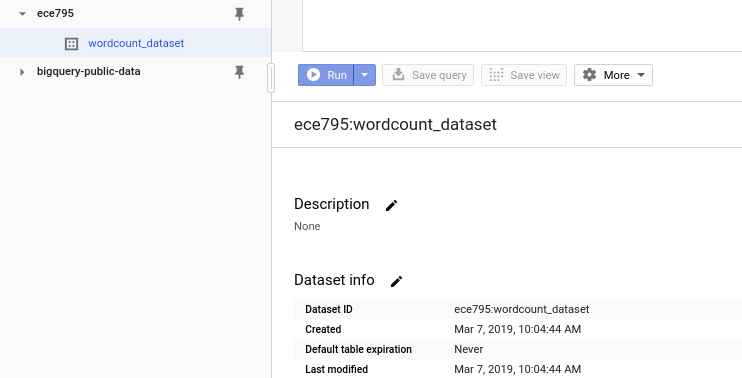 ece795
wordcount_dataset
bigquery-public-data
Run
Save query
Save view
More
ece795:wordcount_dataset
Description
None
Dataset info
Dataset ID ece795:wordcount_dataset
Created Mar 7, 2019, 10:04:44 AM
Default table expiration Never
Last modified Mar 7, 2019, 10:04:44 AM